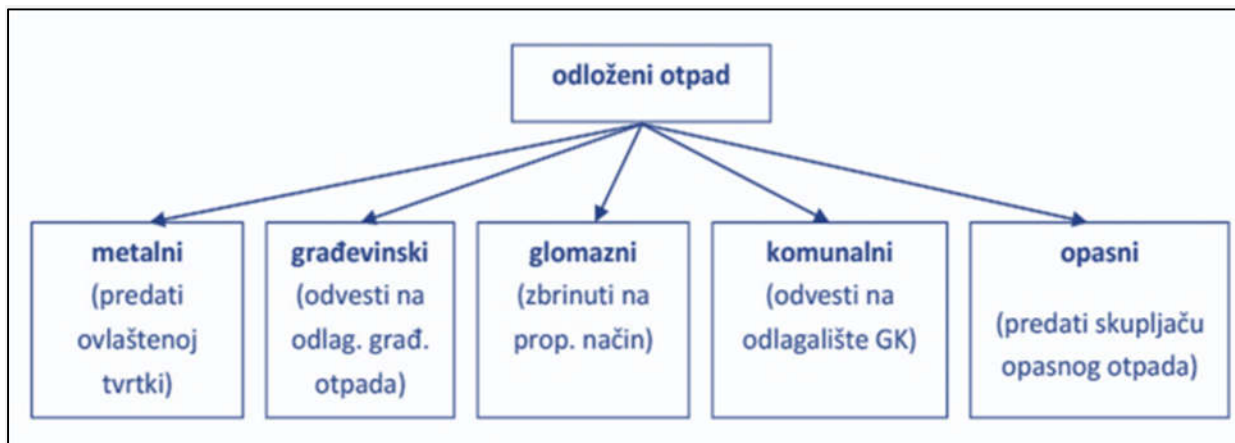 odloženi otpad
metalni
(predati
ovlaštenoj
tvrtki)
građevinski
(odvesti na
odlag. građ.
otpada)
glomazni
(zbrinuti na
prop. način)
komunalni
(odvesti na
odlagalište GK)
opasni
(predati skupljaču
opasnog otpada)